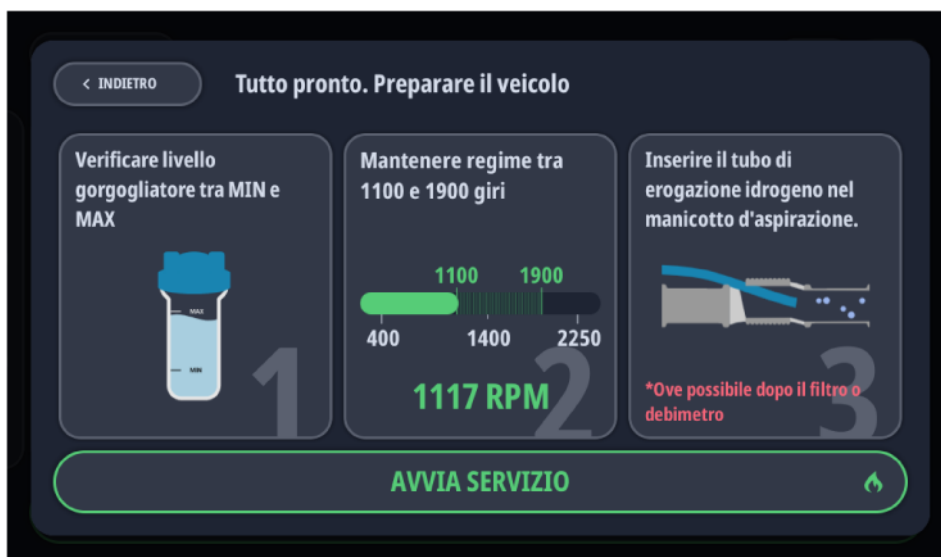 < INDIETRO
Tutto pronto. Preparare il veicolo
Verificare livello
gorgogliatore tra MIN e
MAX
MAX
MIN
1
Mantenere regime tra
1100 e 1900 giri
1100 1900
400 1400 2250
1117 RPM
2
Inserire il tubo di
erogazione idrogeno nel
manicotto d'aspirazione.
*Ove possibile dopo il filtro o
debimetro
3
AVVIA SERVIZIO